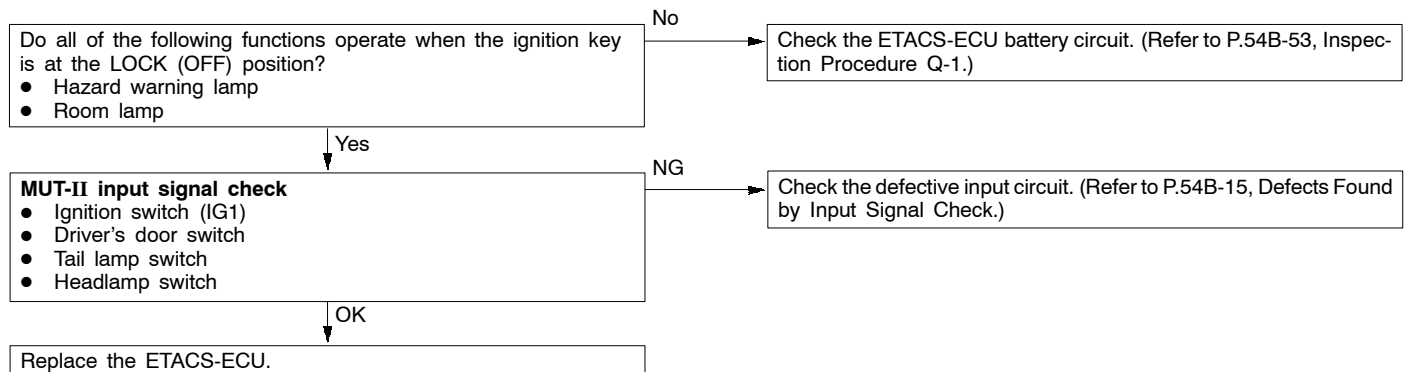 Do all of the following functions operate when the ignition key
is at the LOCK (OFF) position?
● Hazard warning lamp
● Room lamp
No
Check the ETACS-ECU battery circuit. (Refer to P.54B-53, Inspec-
tion Procedure Q-1.)
Yes
MUT-II input signal check
● Ignition switch (IG1)
● Driver's door switch
● Tail lamp switch
● Headlamp switch
NG
Check the defective input circuit. (Refer to P.54B-15, Defects Found
by Input Signal Check.)
OK
Replace the ETACS-ECU.